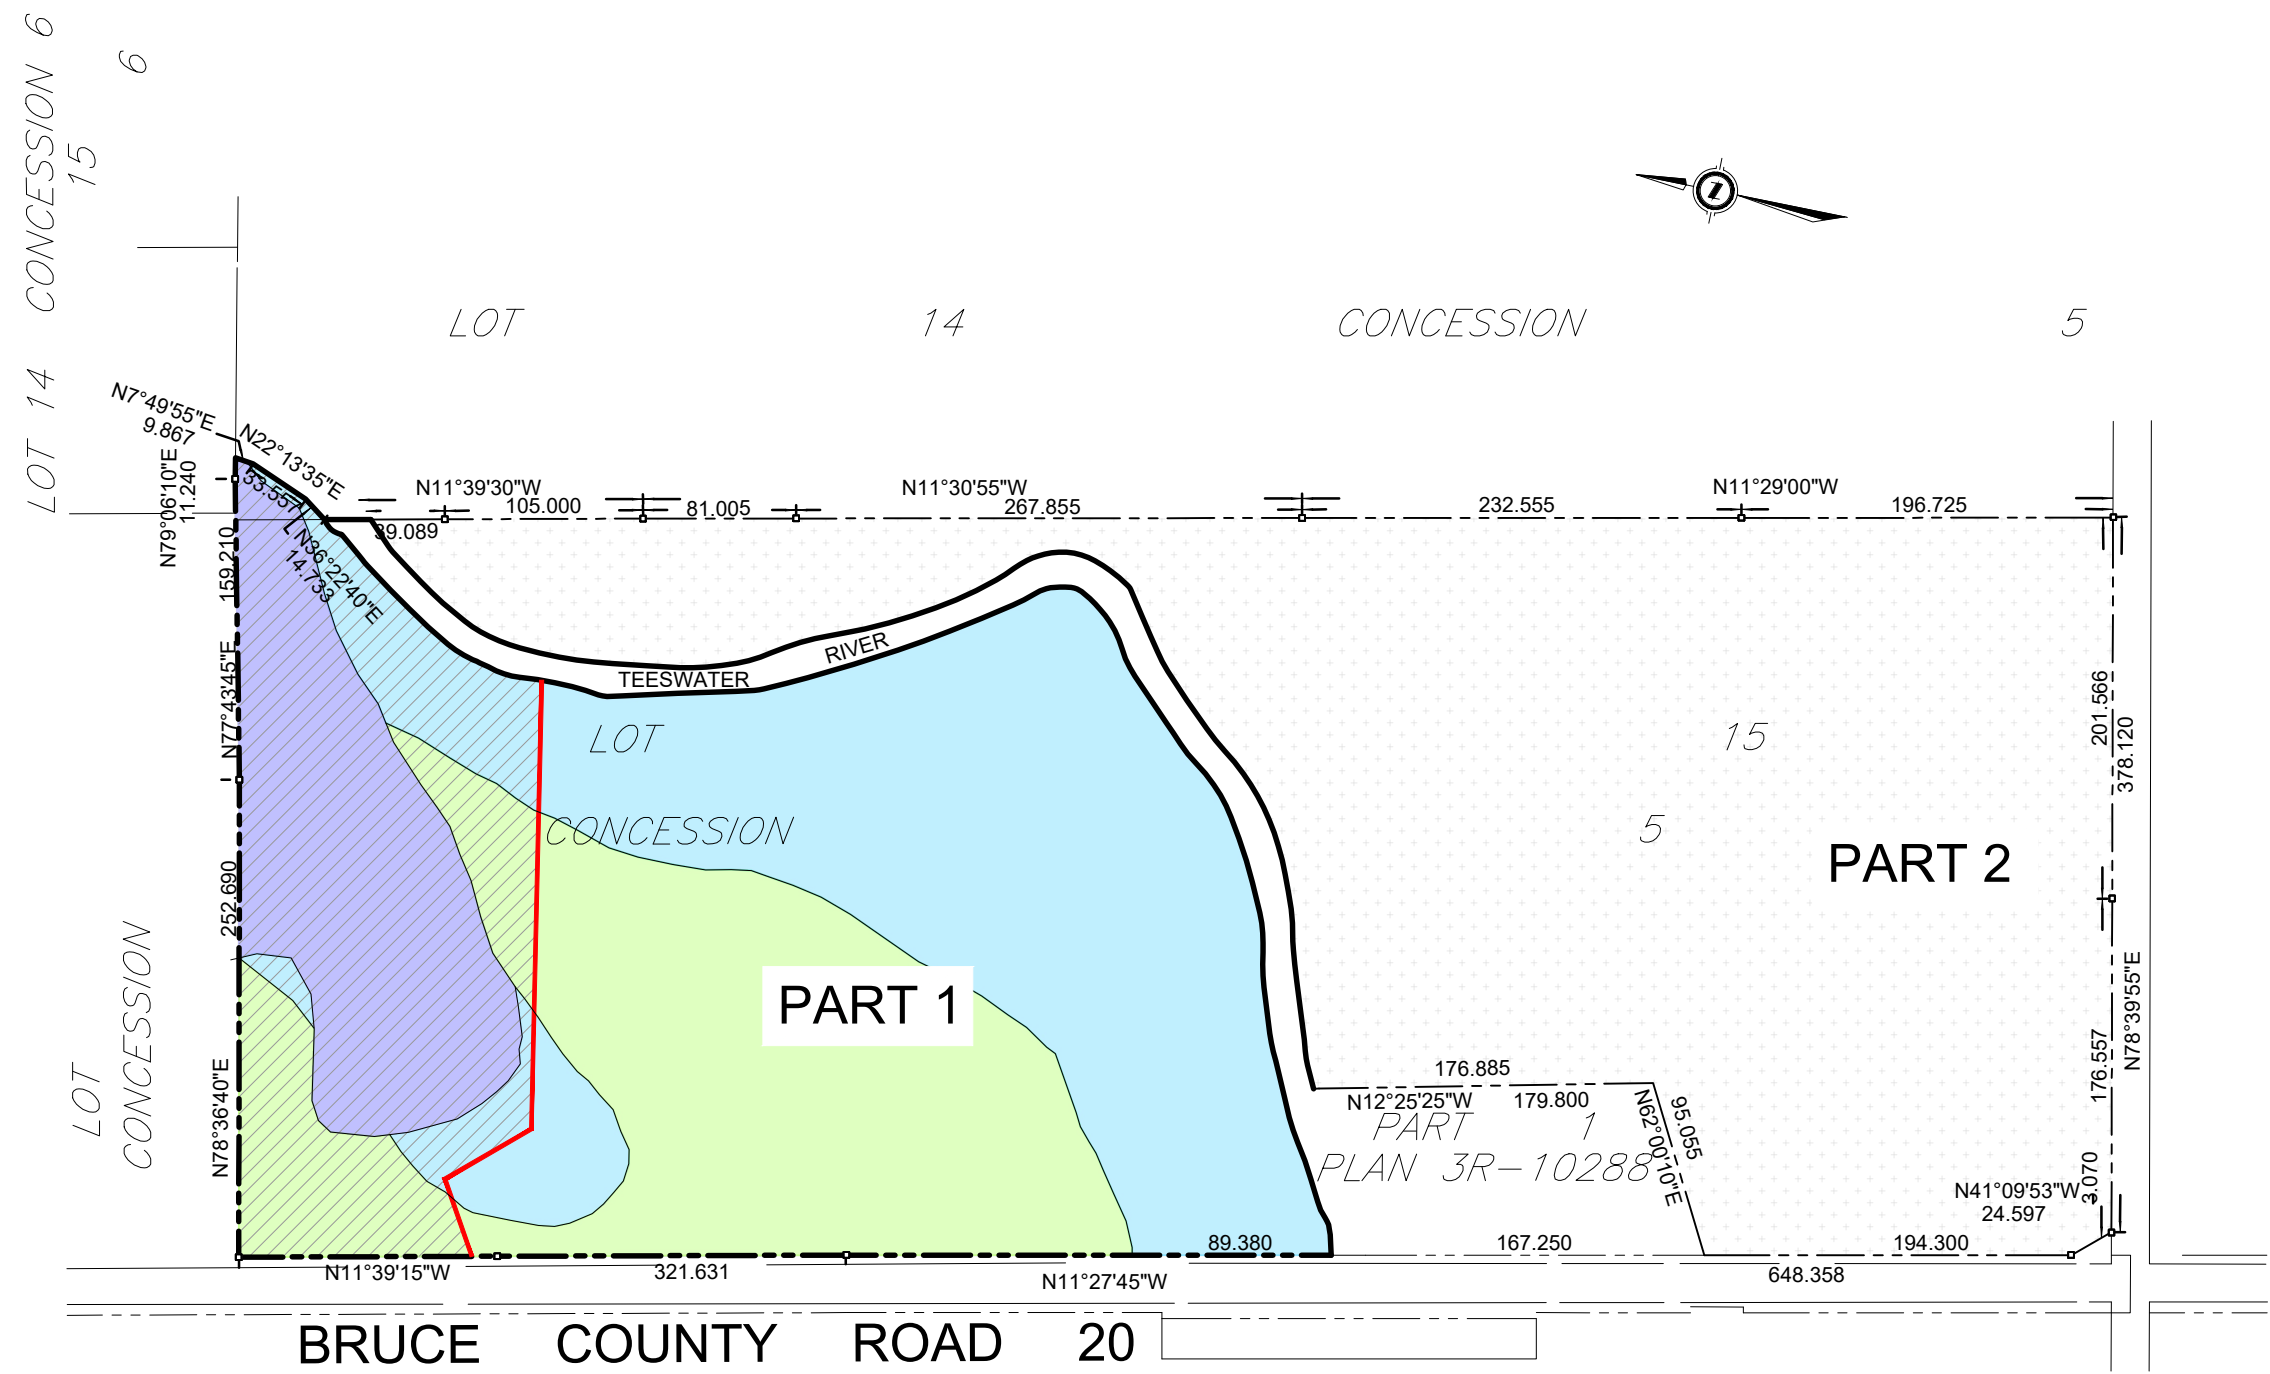 LOT 14 CONCESSION 6
15
6
LOT 14 CONCESSION 5
N7°49'55"E
9.867
N22°13'35"E
33.557
N79°06'10"E
11.240
N11°39'30"W
105.000
81.005
N11°30'55"W
267.855
232.555
N11°29'00"W
196.725
39.089
N36°22'40"E
14.733
159.210
N77°43'45"E
252.690
N78°36'40"E
TEESWATER RIVER
LOT 15
CONCESSION 5
PART 1
PART 2
201.566
378.120
176.557
N78°39'55"E
3.070
N41°09'53"W
24.597
176.885
N12°25'25"W
179.800
PART 1
PLAN 3R-10288
95.055
N62°00'10"E
LOT
CONCESSION
89.380
167.250
194.300
N11°39'15"W
321.631
N11°27'45"W
648.358
BRUCE COUNTY ROAD 20